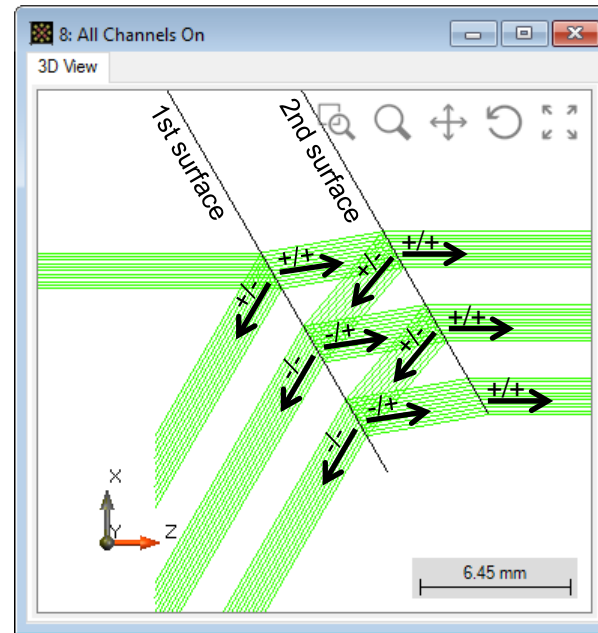 8: All Channels On
3D View
1st surface
2nd surface
+/+
+/+
+/-
+/-
-/+
+/+
-/-
+/-
-/+
+/+
-/-
X
Y
Z
6.45 mm